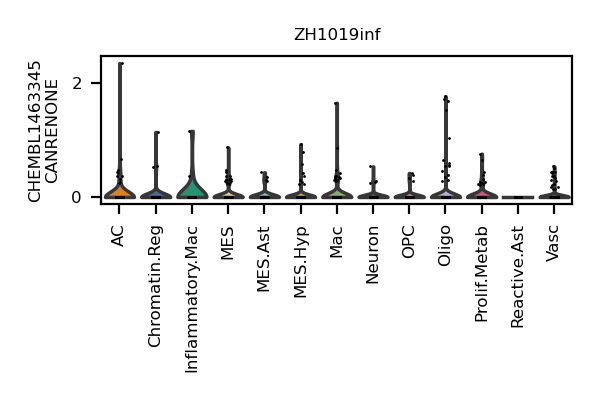 ZH1019inf
CHEMBL1463345
CANRENONE
2
0
AC
Chromatin.Reg
Inflammatory.Mac
MES
MES.Ast
MES.Hyp
Mac
Neuron
OPC
Oligo
Prolif.Metab
Reactive.Ast
Vasc